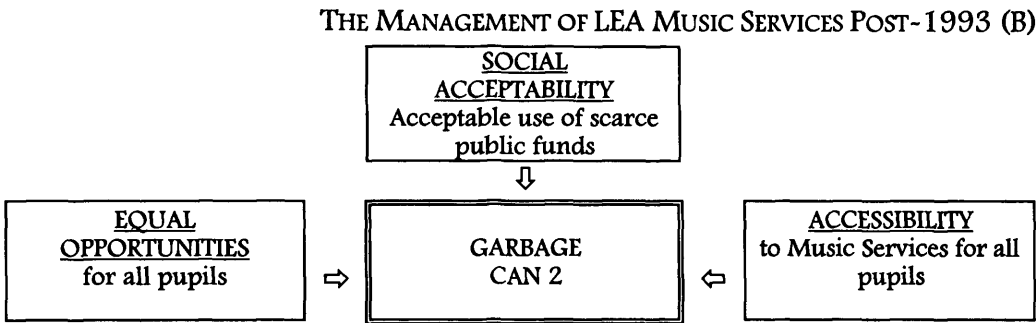 THE MANAGEMENT OF LEA MUSIC SERVICES POST-1993 (B)
SOCIAL
ACCEPTABILITY
Acceptable use of scarce
public funds
EQUAL
OPPORTUNITIES
for all pupils
GARBAGE
CAN 2
ACCESSIBILITY
to Music Services for all
pupils